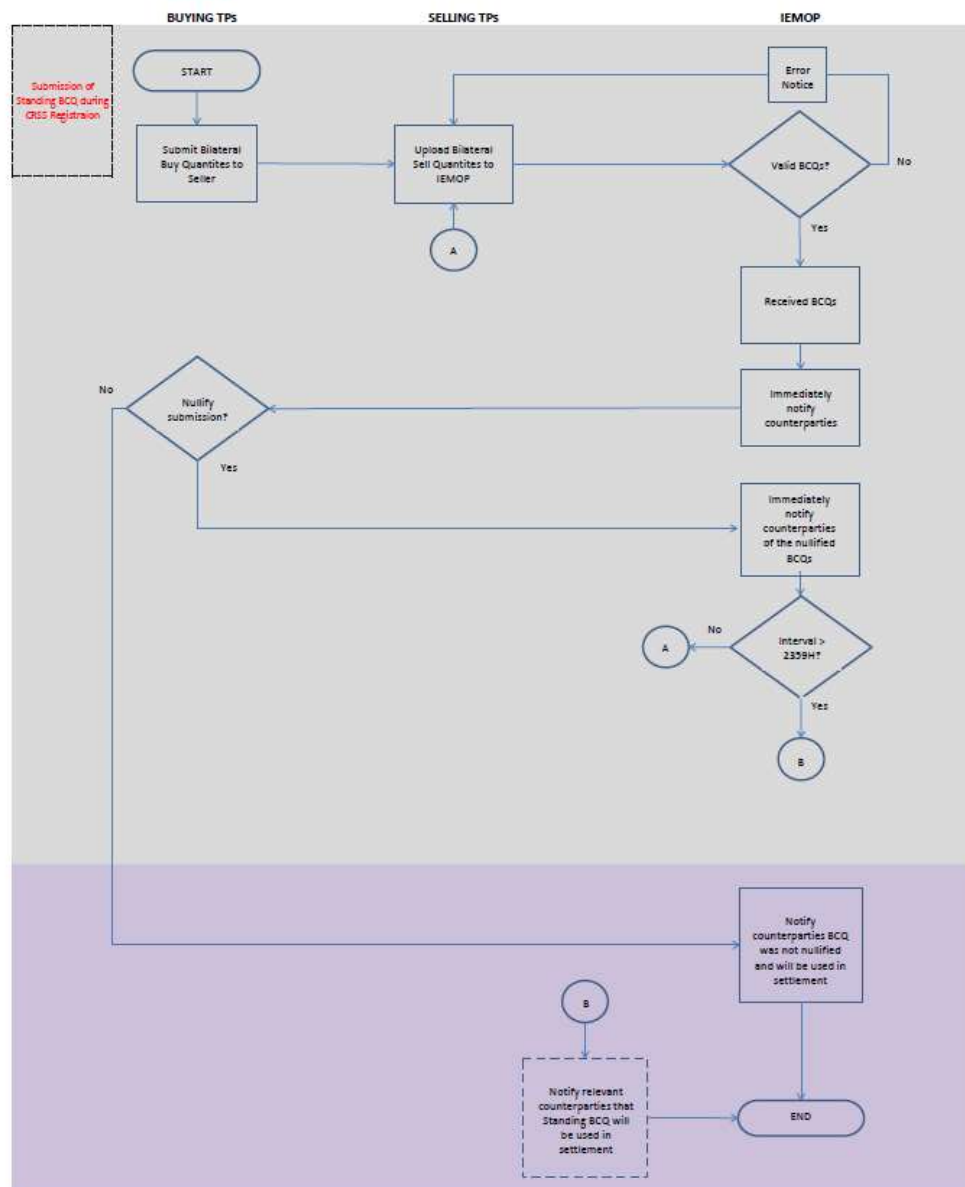 BUYING TPs
SELLING TPs
IEMOP
Submission of
Standing BCQ during
CRSS Registraion
START
Error
Notice
Submit Bilateral
Buy Quantites to
Seller
Upload Bilateral
Sell Quantites to
IEMOP
Valid BCQs?
No
Yes
A
Received BCQs
No
Nullify
submission?
Immediately
notify
counterparties
Yes
Immediately
notify
counterparties
of the nullified
BCQs
No
A
Interval >
2359H?
Yes
B
Notify
counterparties BCQ
was not nullified
and will be used in
settlement
B
Notify relevant
counterparties that
Standing BCQ will
be used in
settlement
END